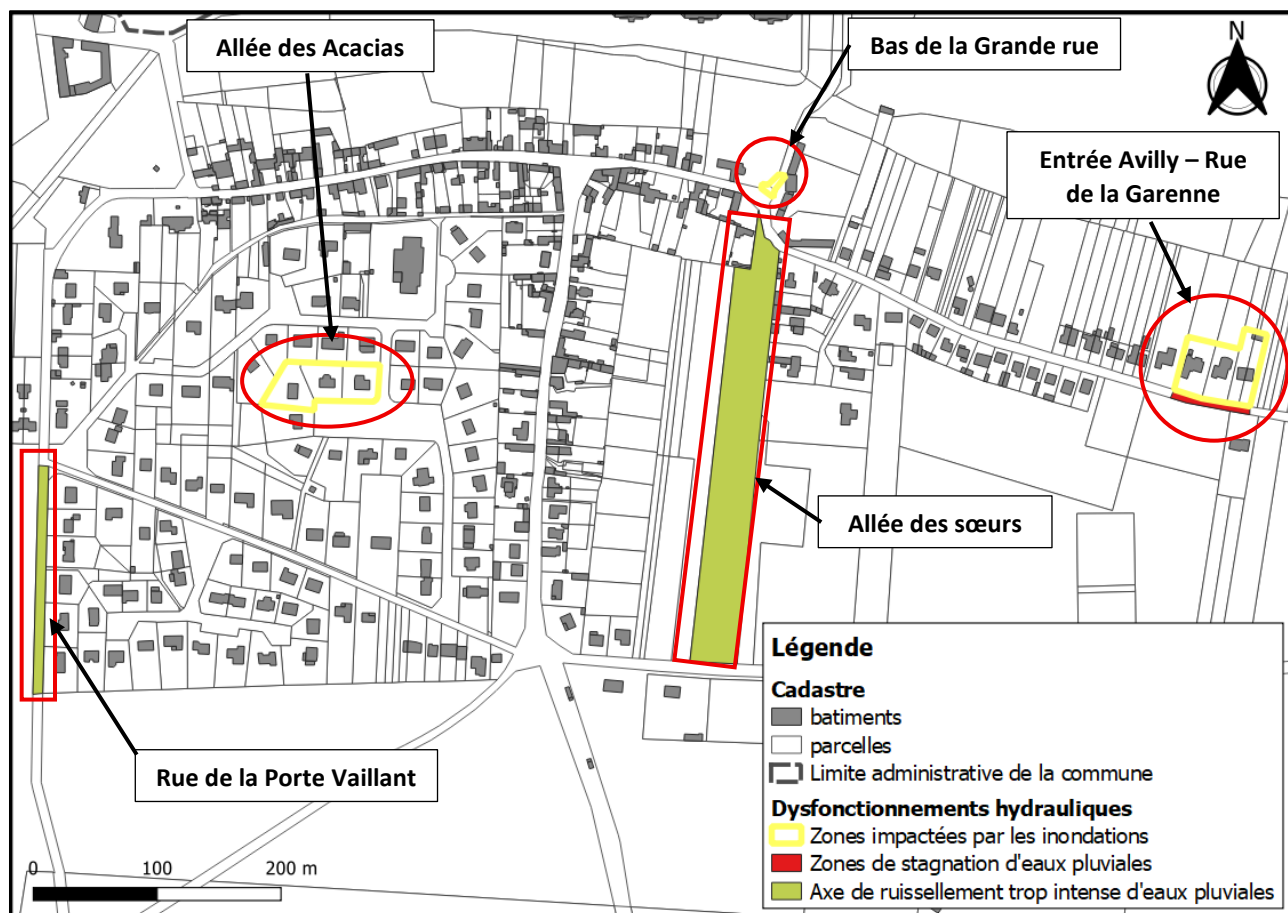 Allée des Acacias
Bas de la Grande rue
N
Entrée Avilly – Rue
de la Garenne
Allée des sœurs
Rue de la Porte Vaillant
0 100 200 m
Légende
Cadastre
batiments
parcelles
Limite administrative de la commune
Dysfonctionnements hydrauliques
Zones impactées par les inondations
Zones de stagnation d'eaux pluviales
Axe de ruissellement trop intense d'eaux pluviales